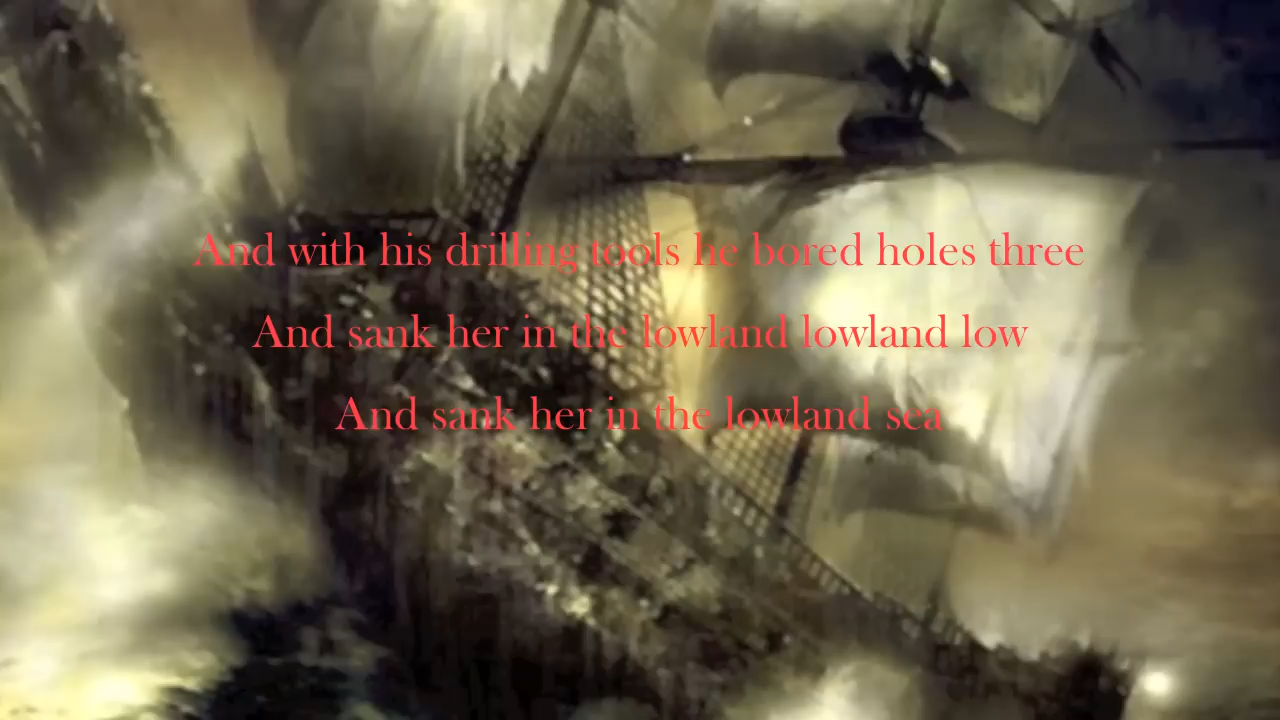 And with his drilling tools he bored holes three
And sank her in the lowland lowland low
And sank her in the lowland sea